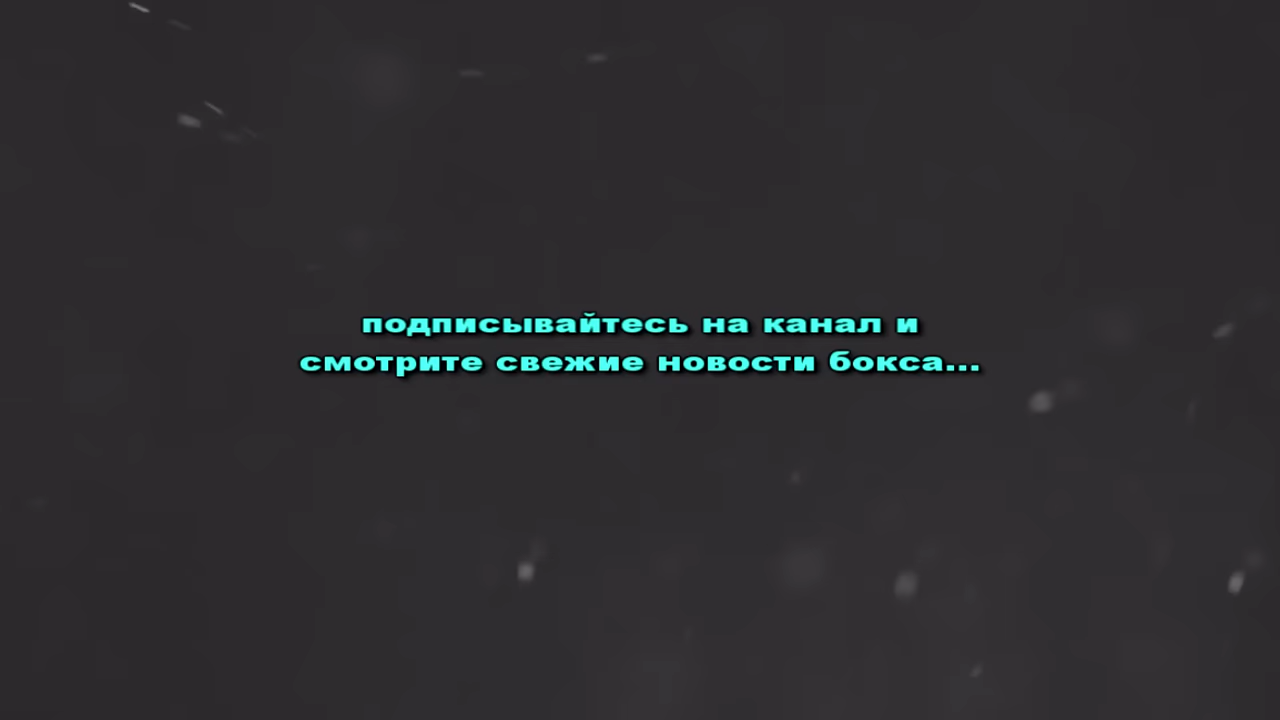 подписывайтесь на канал и
смотрите свежие новости бокса...